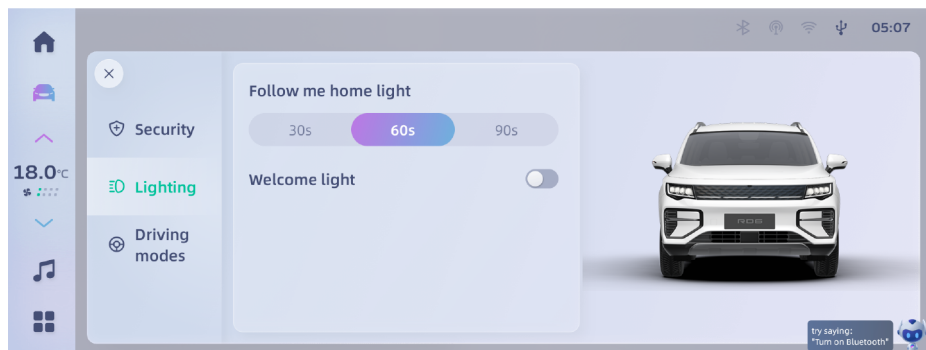 05:07
Security
Lighting
Driving
modes
18.0°C
Follow me home light
30s 60s 90s
Welcome light
RD6
try saying:
"Turn on Bluetooth"